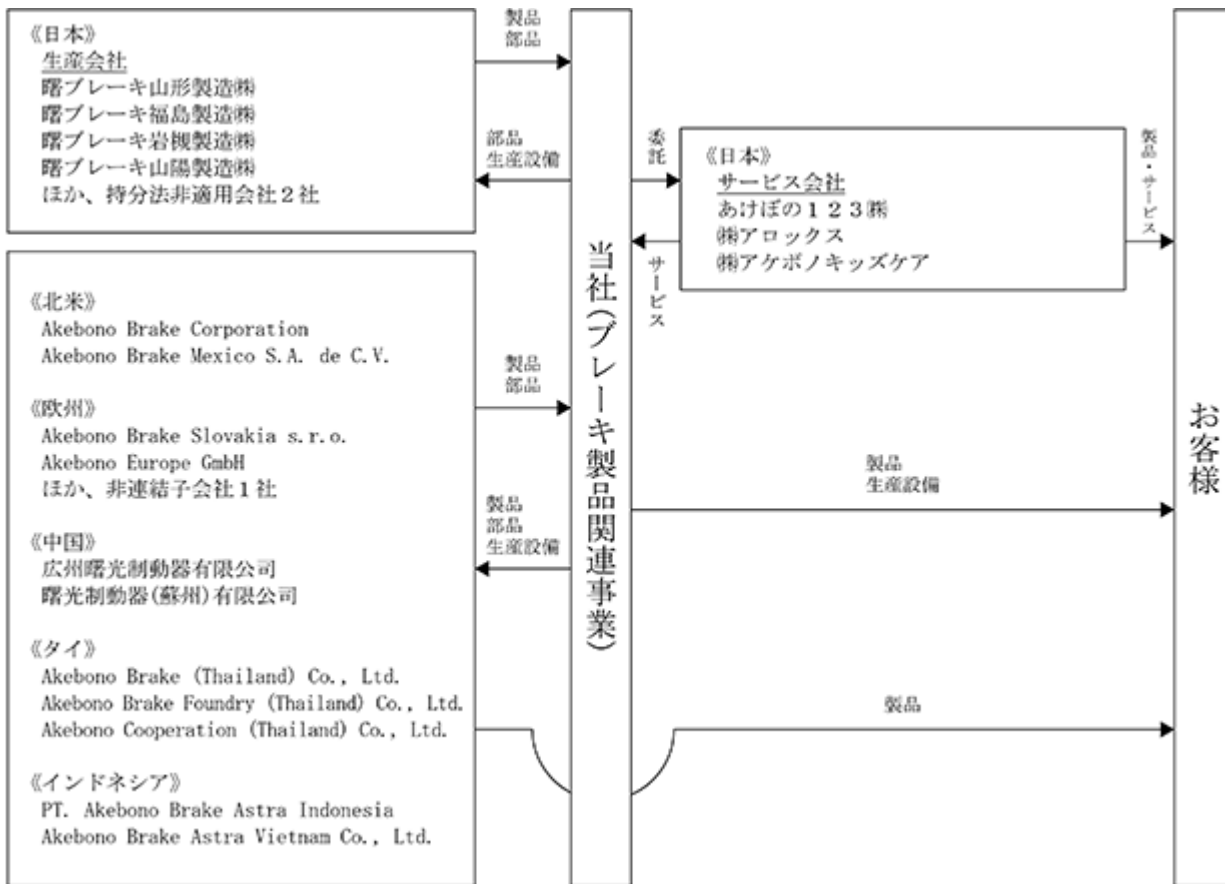 《日本》
生産会社
曙ブレーキ山形製造㈱
曙ブレーキ福島製造㈱
曙ブレーキ岩槻製造㈱
曙ブレーキ山陽製造㈱
ほか、持分法非適用会社２社
製品
部品
部品
生産設備
《北米》
Akebono Brake Corporation
Akebono Brake Mexico S.A. de C.V.
《欧州》
Akebono Brake Slovakia s.r.o.
Akebono Europe GmbH
ほか、非連結子会社１社
《中国》
広州曙光制動器有限公司
曙光制動器(蘇州)有限公司
《タイ》
Akebono Brake (Thailand) Co., Ltd.
Akebono Brake Foundry (Thailand) Co., Ltd.
Akebono Cooperation (Thailand) Co., Ltd.
《インドネシア》
PT. Akebono Brake Astra Indonesia
Akebono Brake Astra Vietnam Co., Ltd.
製品
部品
製品
部品
生産設備
当社(ブレーキ製品関連事業)
委託
サービス
《日本》
サービス会社
あけぼの１２３㈱
㈱アロックス
㈱アケボノキッズケア
製品・サービス
製品
生産設備
製品
お客様